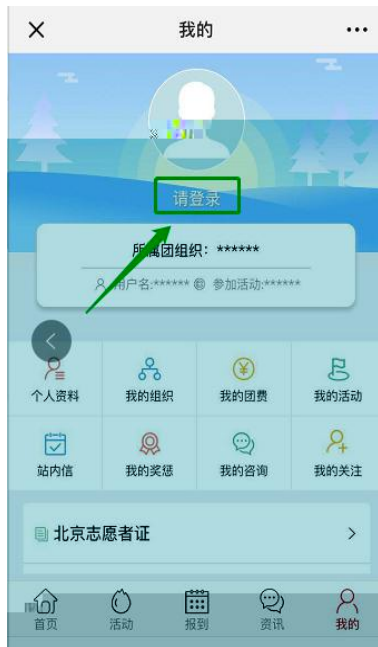 我的
请登录
所属团组织：******
用户名:****** 参加活动:******
个人资料 我的组织 我的团费 我的活动
站内信 我的奖惩 我的咨询 我的关注
北京志愿者证
首页 活动 报到 资讯 我的